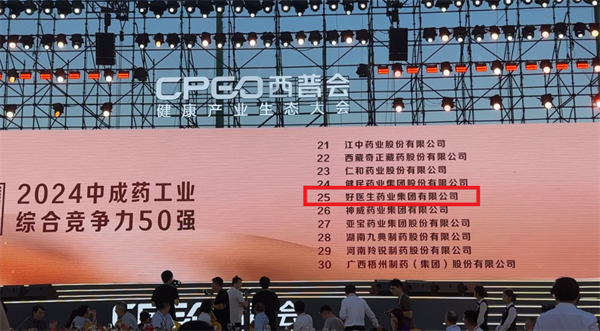 CPEO西普会
健康产业生态大会
2024中成药工业
综合竞争力50强
21 江中药业股份有限公司
22 西藏奇正藏药股份有限公司
23 仁和药业股份有限公司
24 健民药业集团股份有限公司
25 好医生药业集团有限公司
26 神威药业集团有限公司
27 亚宝药业集团股份有限公司
28 湖南九典制药股份有限公司
29 河南羚锐制药股份有限公司
30 广西梧州制药（集团）股份有限公司
CPEO西普会